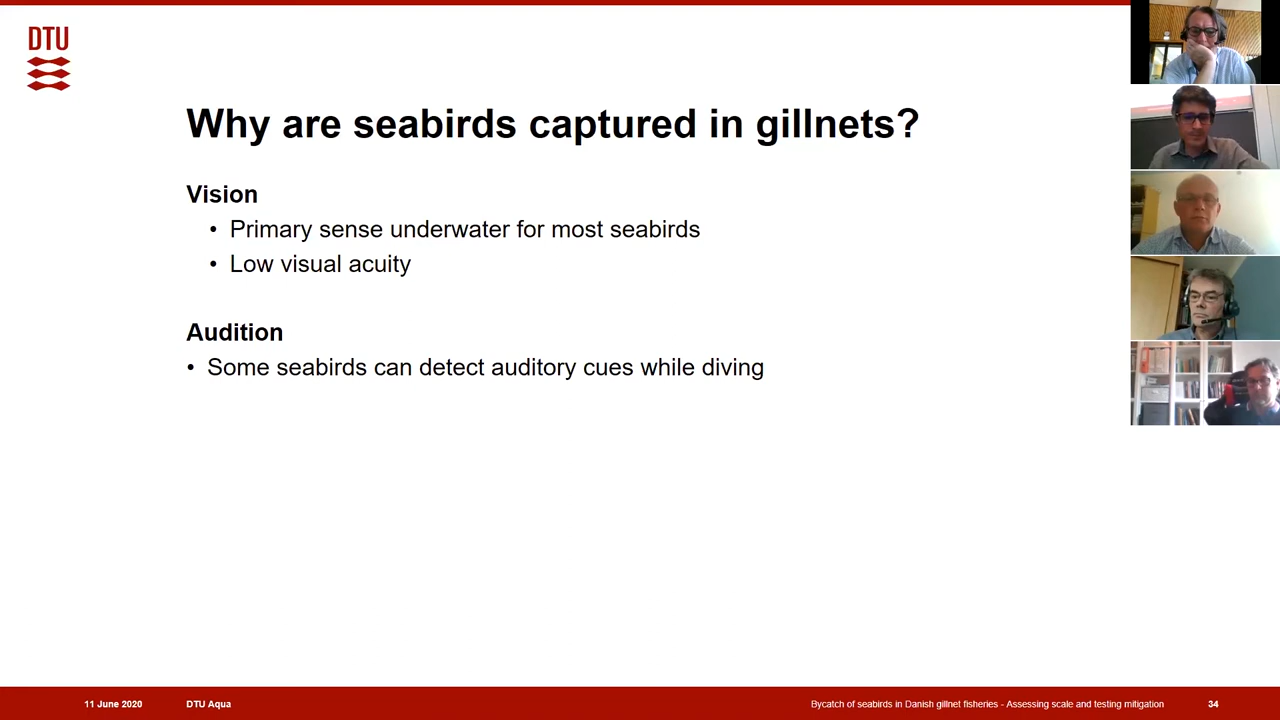 DTU
Why are seabirds captured in gillnets?
Vision
• Primary sense underwater for most seabirds
• Low visual acuity
Audition
• Some seabirds can detect auditory cues while diving
11 June 2020 DTU Aqua Bycatch of seabirds in Danish gillnet fisheries - Assessing scale and testing mitigation 34